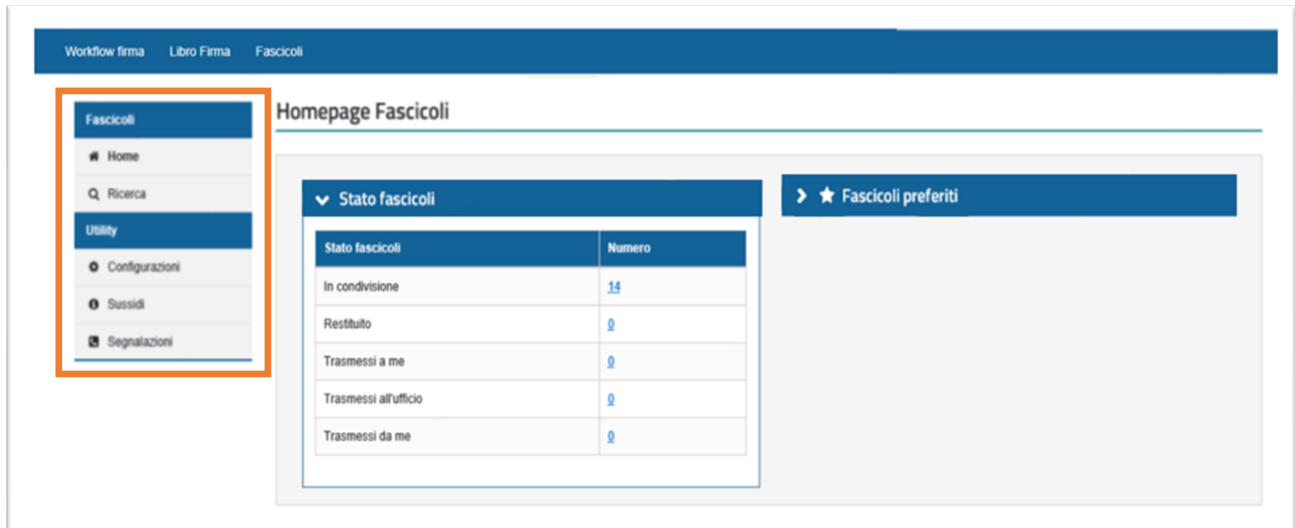 Workflow firma Libro Firma Fascicoli
Fascicoli
Home
Ricerca
Utility
Configurazioni
Sussidi
Segnalazioni
Homepage Fascicoli
Stato fascicoli
Stato fascicoli Numero
In condivisione 14
Restituito 0
Trasmessi a me 0
Trasmessi all'ufficio 0
Trasmessi da me 0
Fascicoli preferiti